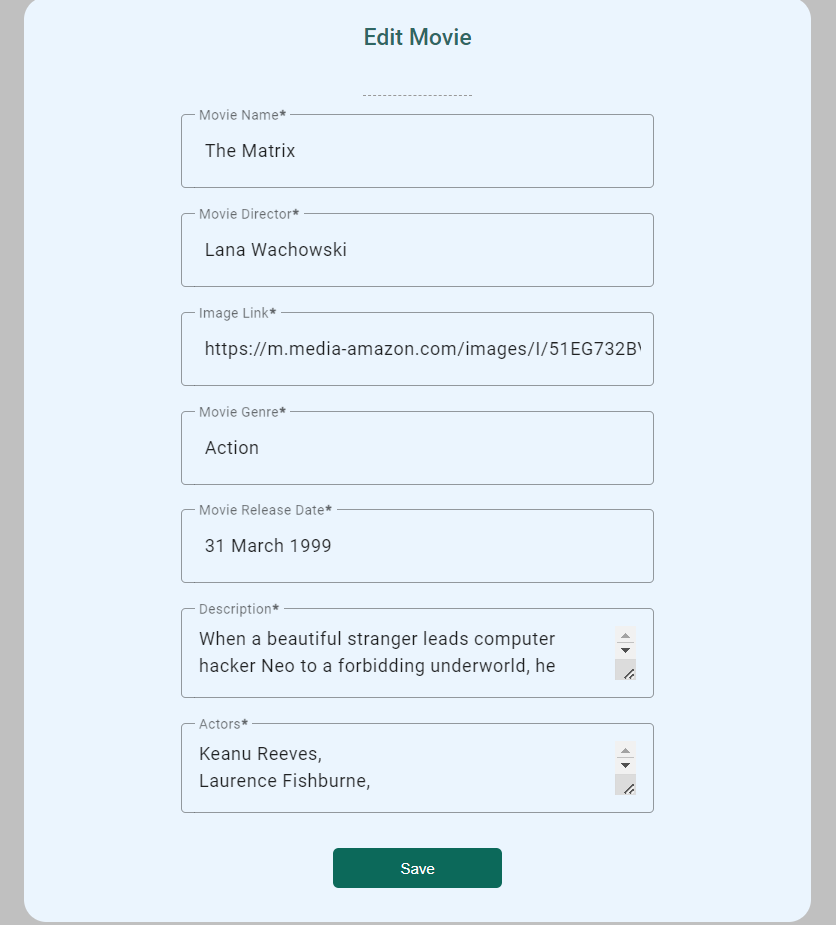 Edit Movie
Movie Name*
The Matrix
Movie Director*
Lana Wachowski
Image Link*
https://m.media-amazon.com/images/I/51EG732B
Movie Genre*
Action
Movie Release Date*
31 March 1999
Description*
When a beautiful stranger leads computer
hacker Neo to a forbidding underworld, he
Actors*
Keanu Reeves,
Laurence Fishburne,
Save